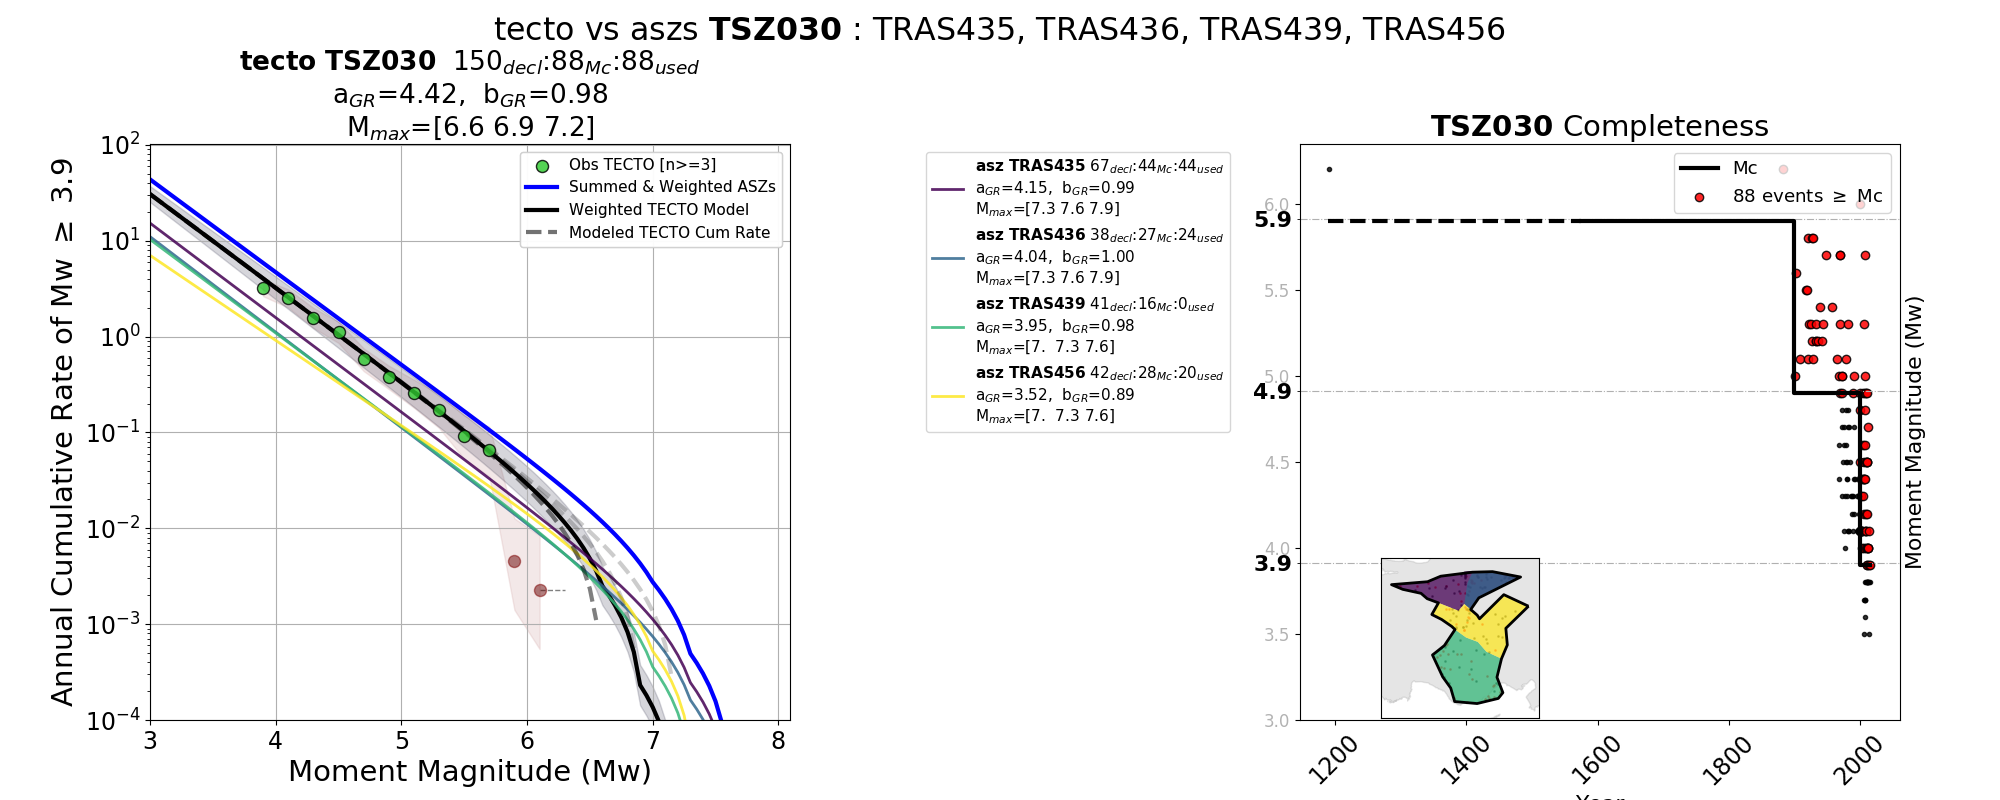 tecto vs aszs TSZ030 : TRAS435, TRAS436, TRAS439, TRAS456
tecto TSZ030 150decl:88Mc:88used
aGR=4.42, bGR=0.98
Mmax=[6.6 6.9 7.2]
Annual Cumulative Rate of Mw ≥ 3.9
10^2
10^1
10^0
10^−1
10^−2
10^−3
10^−4
3 4 5 6 7 8
Moment Magnitude (Mw)
Obs TECTO [n>=3]
Summed & Weighted ASZs
Weighted TECTO Model
Modeled TECTO Cum Rate
asz TRAS435 67decl:44Mc:44used
aGR=4.15, bGR=0.99
Mmax=[7.3 7.6 7.9]
asz TRAS436 38decl:27Mc:24used
aGR=4.04, bGR=1.00
Mmax=[7.3 7.6 7.9]
asz TRAS439 41decl:16Mc:0used
aGR=3.95, bGR=0.98
Mmax=[7. 7.3 7.6]
asz TRAS456 42decl:28Mc:20used
aGR=3.52, bGR=0.89
Mmax=[7. 7.3 7.6]
TSZ030 Completeness
Mc
88 events ≥ Mc
6.0
5.9
5.5
5.0
4.9
4.5
4.0
3.9
3.5
3.0
1200 1400 1600 1800 2000
Year
Moment Magnitude (Mw)